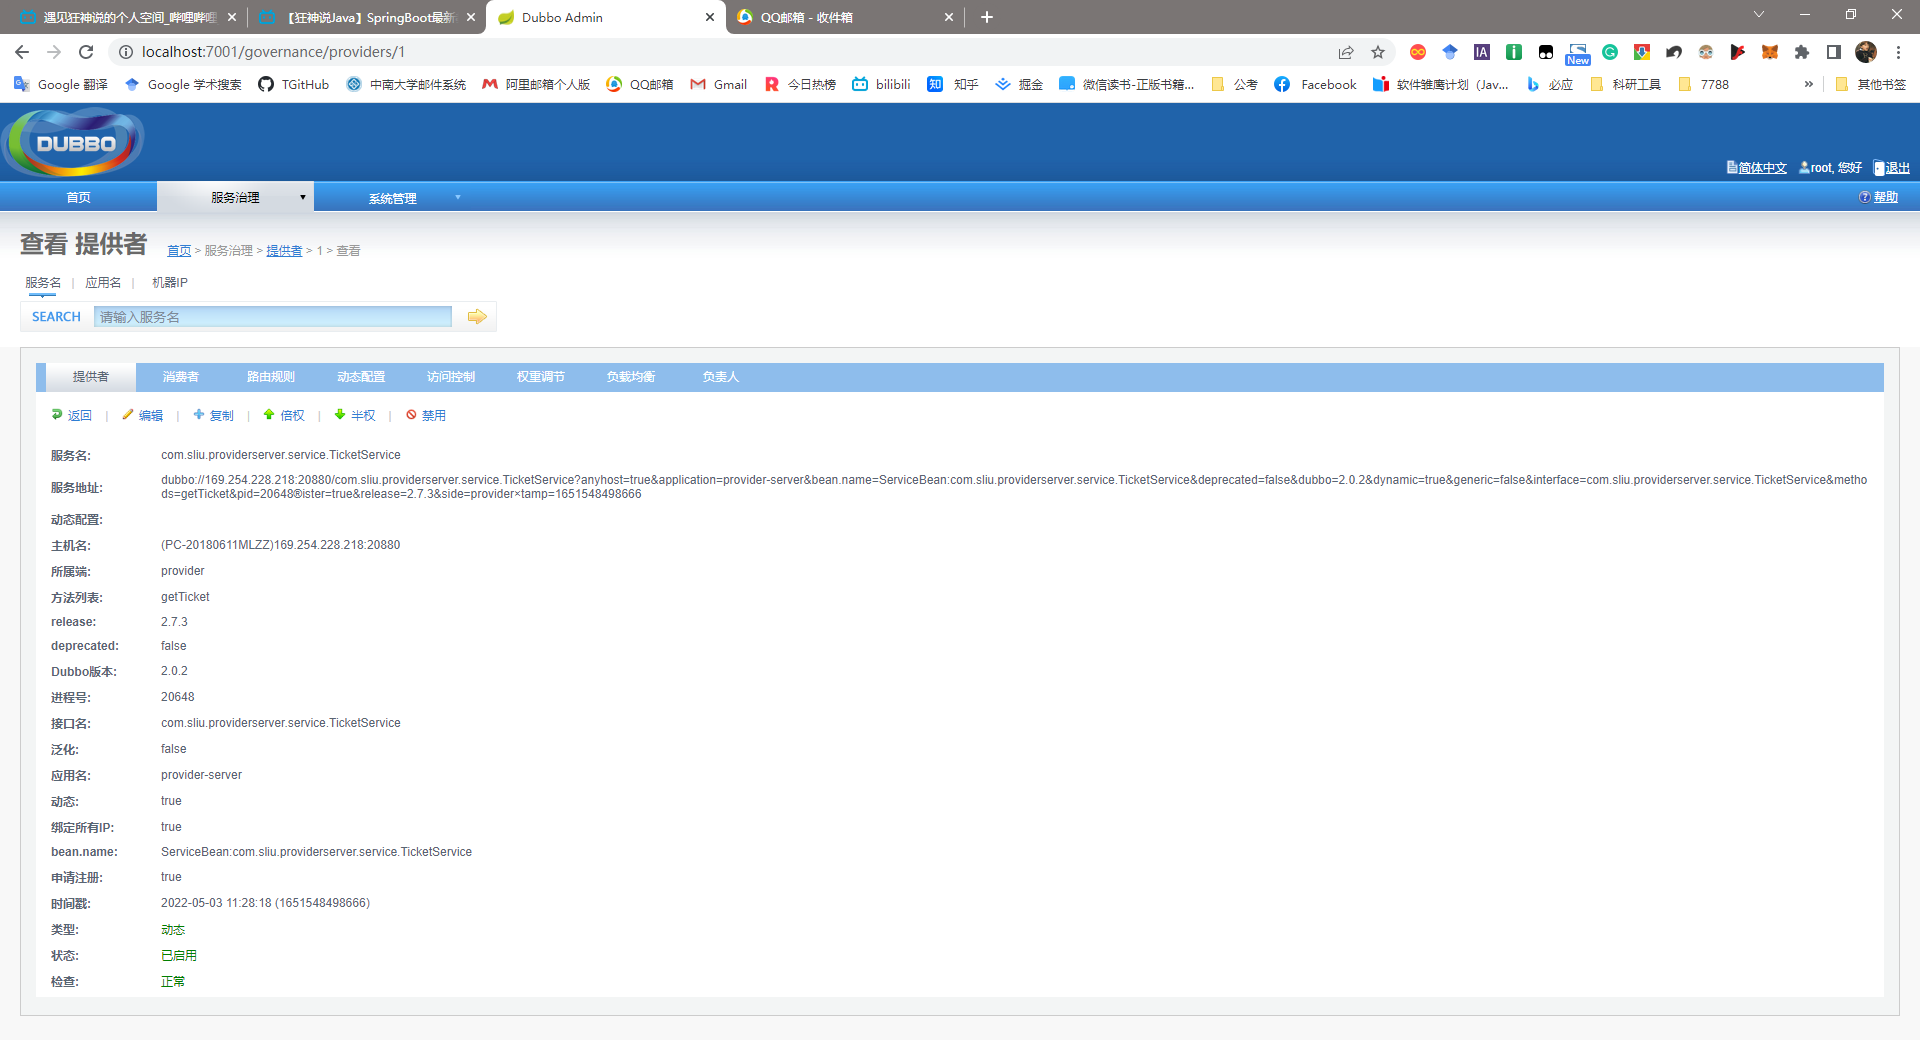 遇见狂神说的个人空间_哔哩哔哩
【狂神说Java】SpringBoot最新
Dubbo Admin
QQ邮箱 - 收件箱
localhost:7001/governance/providers/1
New
Google 翻译
Google 学术搜索
TGitHub
中南大学邮件系统
阿里邮箱个人版
QQ邮箱
Gmail
今日热榜
bilibili
知乎
掘金
微信读书-正版书籍...
公考
Facebook
软件雏鹰计划（Jav...
必应
科研工具
7788
»
其他书签
DUBBO
简体中文 root, 您好 退出
首页 服务治理 系统管理 帮助
查看 提供者 首页 > 服务治理 > 提供者 > 1 > 查看
服务名 | 应用名 | 机器IP
SEARCH 请输入服务名
提供者 消费者 路由规则 动态配置 访问控制 权重调节 负载均衡 负责人
返回 | 编辑 | 复制 | 倍权 | 半权 | 禁用
服务名: com.sliu.providerserver.service.TicketService
服务地址: dubbo://169.254.228.218:20880/com.sliu.providerserver.service.TicketService?anyhost=true&application=provider-server&bean.name=ServiceBean:com.sliu.providerserver.service.TicketService&deprecated=false&dubbo=2.0.2&dynamic=true&generic=false&interface=com.sliu.providerserver.service.TicketService&metho
ds=getTicket&pid=20648®ister=true&release=2.7.3&side=provider×tamp=1651548498666
动态配置:
主机名: (PC-20180611MLZZ)169.254.228.218:20880
所属端: provider
方法列表: getTicket
release: 2.7.3
deprecated: false
Dubbo版本: 2.0.2
进程号: 20648
接口名: com.sliu.providerserver.service.TicketService
泛化: false
应用名: provider-server
动态: true
绑定所有IP: true
bean.name: ServiceBean:com.sliu.providerserver.service.TicketService
申请注册: true
时间戳: 2022-05-03 11:28:18 (1651548498666)
类型: 动态
状态: 已启用
检查: 正常